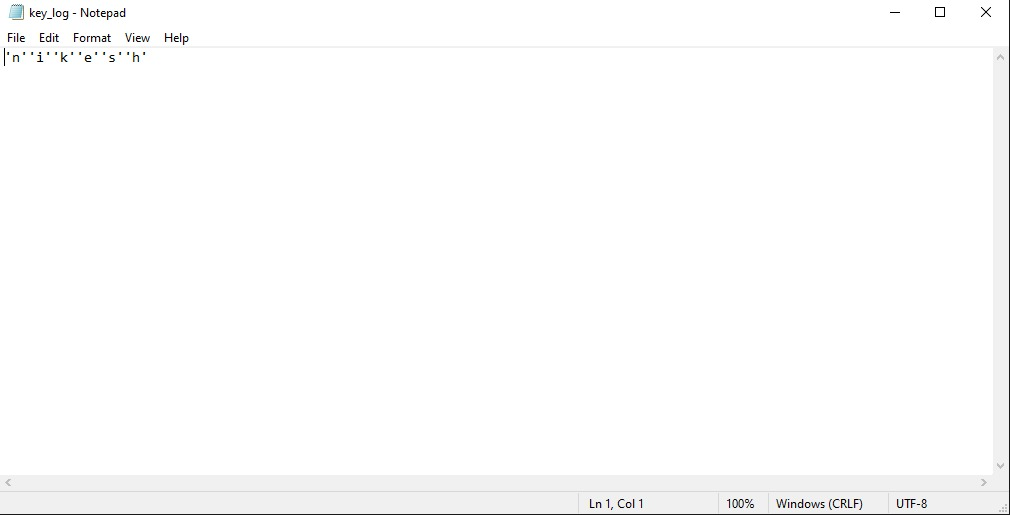 key_log - Notepad
File Edit Format View Help
'n''i''k''e''s''h'
Ln 1, Col 1 100% Windows (CRLF) UTF-8